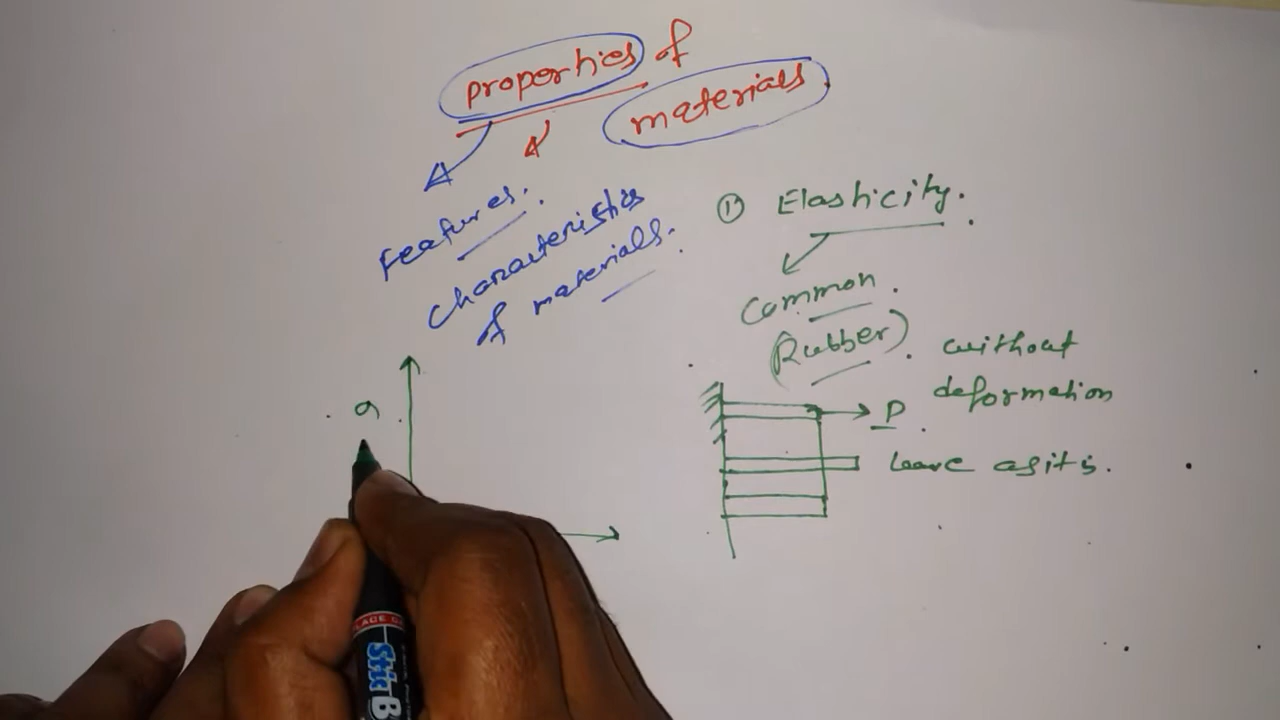 properties of
materials
Features.
characteristics
of materials.
① Elasticity.
Common.
(Rubber).
without
deformation
P.
leave as it is.
σ